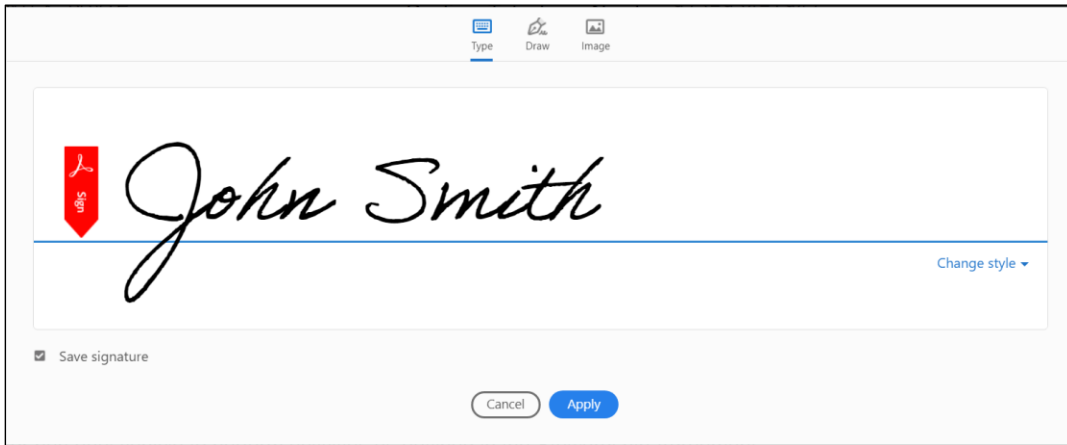 Type Draw Image
Sign
John Smith
Change style
Save signature
Cancel Apply